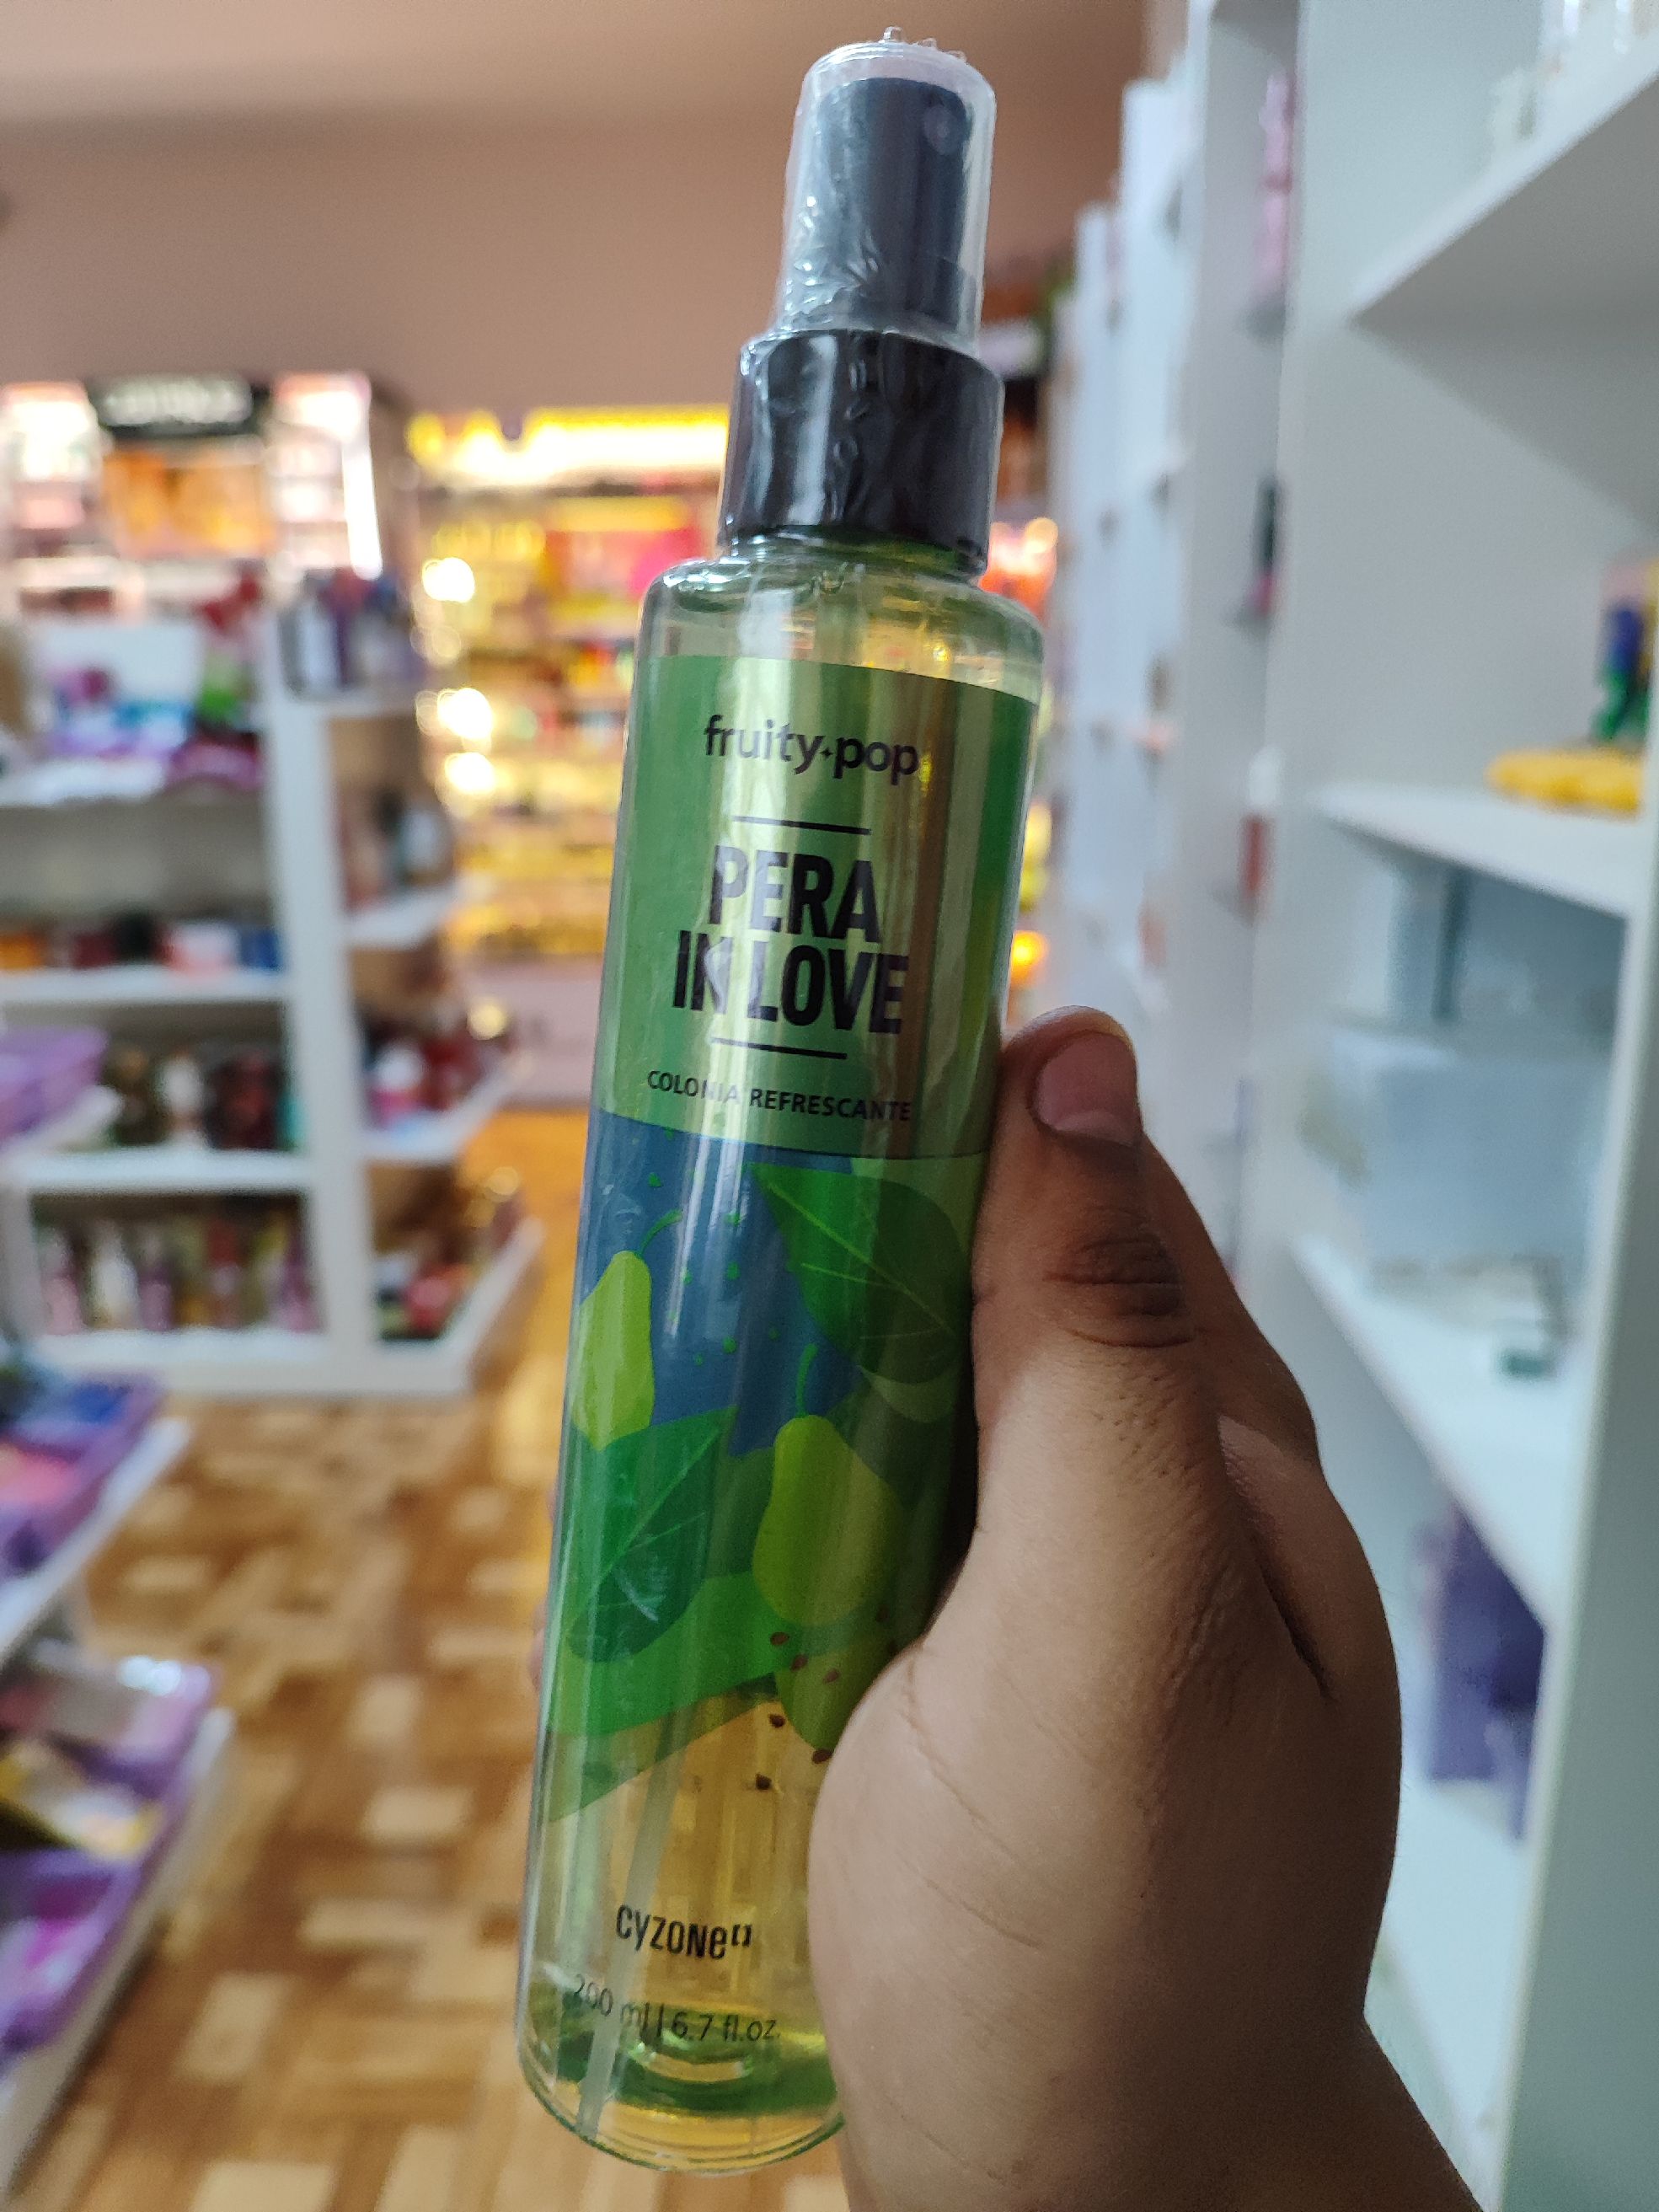 fruity·pop
PERA
IN LOVE
COLONIA REFRESCANTE
cyzone
200 ml | 6.7 fl.oz.